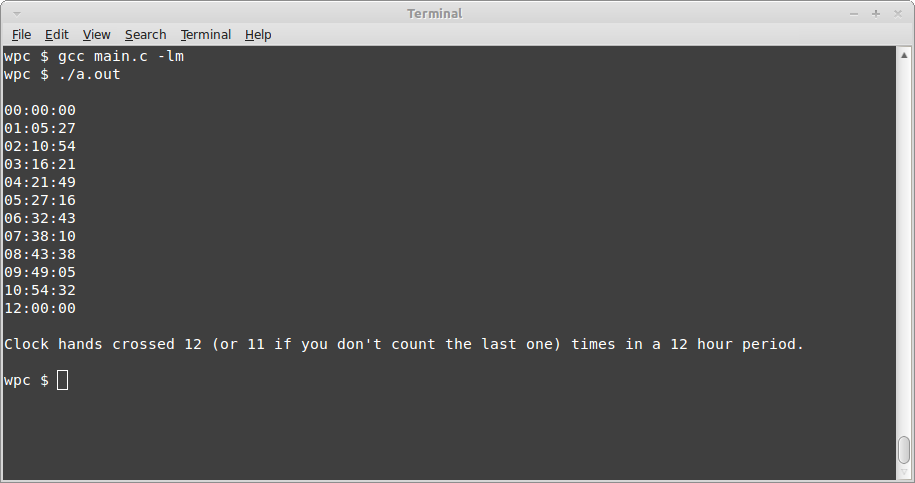 Terminal
File Edit View Search Terminal Help
wpc $ gcc main.c -lm
wpc $ ./a.out
00:00:00
01:05:27
02:10:54
03:16:21
04:21:49
05:27:16
06:32:43
07:38:10
08:43:38
09:49:05
10:54:32
12:00:00
Clock hands crossed 12 (or 11 if you don't count the last one) times in a 12 hour period.
wpc $